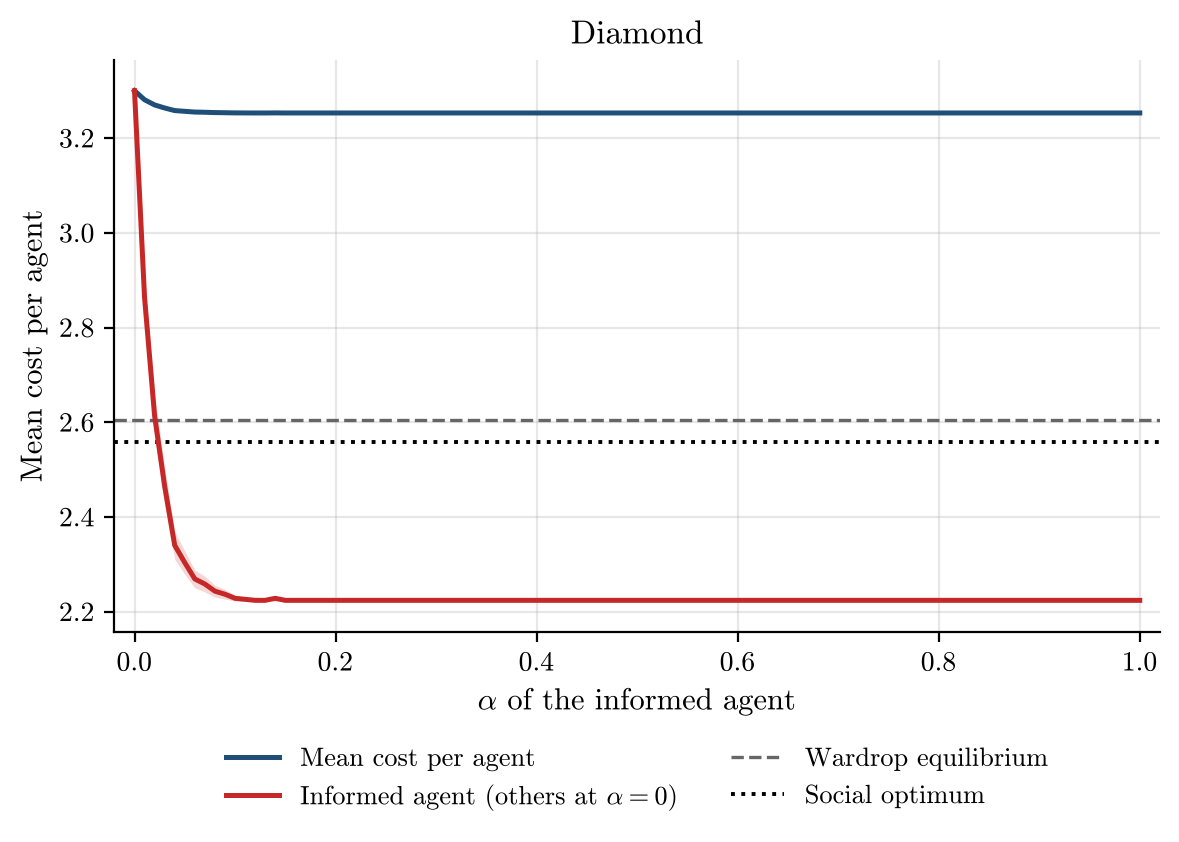 Diamond
Mean cost per agent
3.2
3.0
2.8
2.6
2.4
2.2
0.0 0.2 0.4 0.6 0.8 1.0
α of the informed agent
Mean cost per agent
Informed agent (others at α = 0)
Wardrop equilibrium
Social optimum